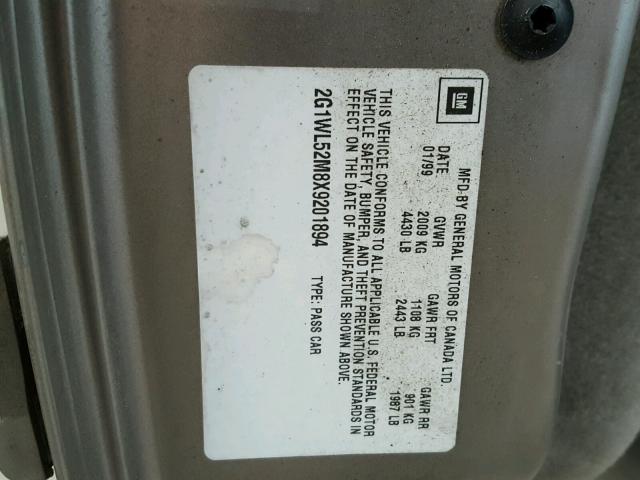 GM
MFD-BY GENERAL MOTORS OF CANADA LTD.
DATE GVWR GAWR FRT GAWR RR
01/99 2009 KG 1108 KG 901 KG
4430 LB 2443 LB 1987 LB
THIS VEHICLE CONFORMS TO ALL APPLICABLE U.S. FEDERAL MOTOR
VEHICLE SAFETY, BUMPER, AND THEFT PREVENTION STANDARDS IN
EFFECT ON THE DATE OF MANUFACTURE SHOWN ABOVE.
2G1WL52M8X9201894 TYPE: PASS CAR